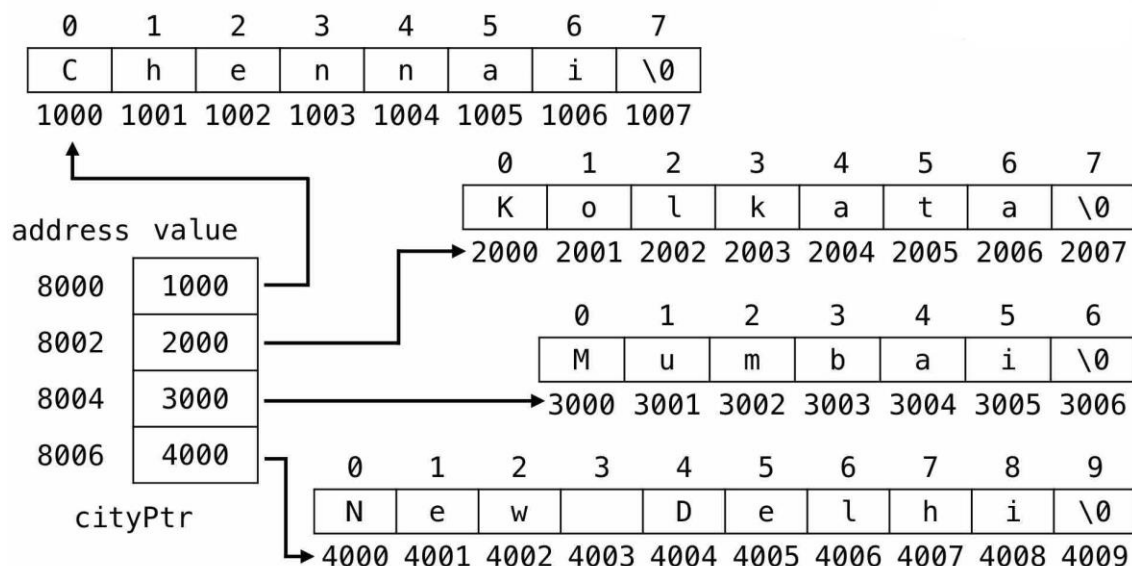 0 1 2 3 4 5 6 7
C h e n n a i \0
1000 1001 1002 1003 1004 1005 1006 1007
0 1 2 3 4 5 6 7
K o l k a t a \0
2000 2001 2002 2003 2004 2005 2006 2007
address value
8000 1000
8002 2000
8004 3000
8006 4000
cityPtr
0 1 2 3 4 5 6
M u m b a i \0
3000 3001 3002 3003 3004 3005 3006
0 1 2 3 4 5 6 7 8 9
N e w D e l h i \0
4000 4001 4002 4003 4004 4005 4006 4007 4008 4009